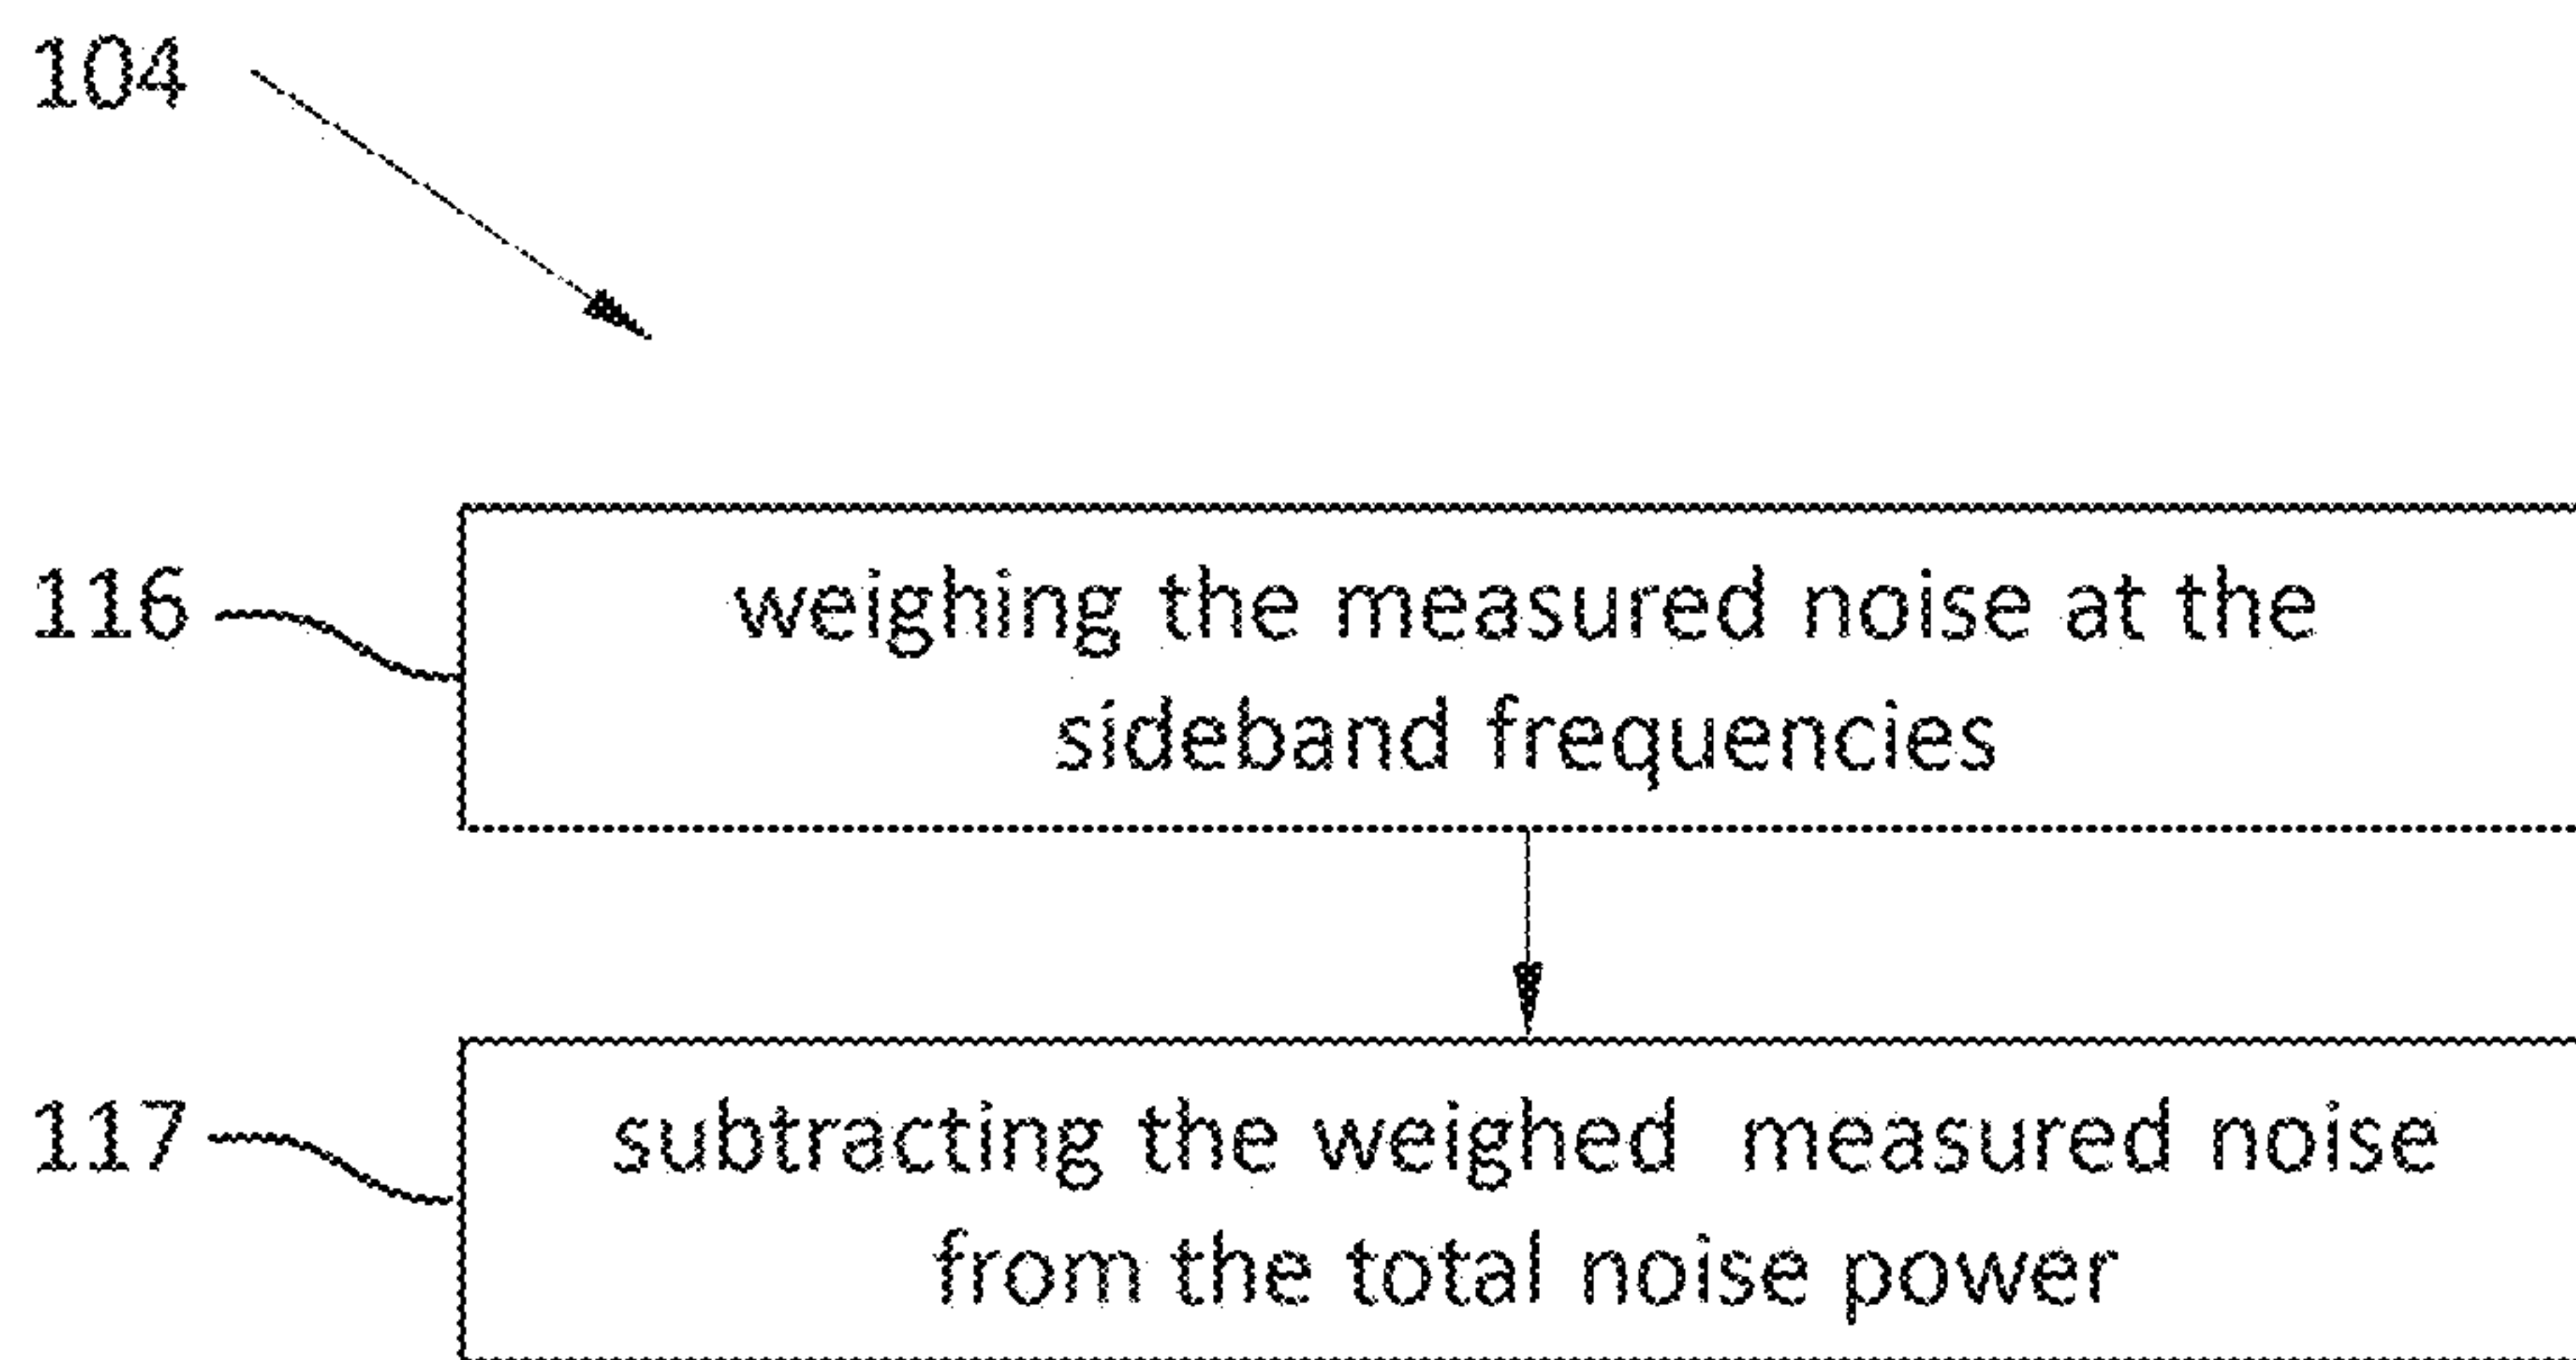 104
116
weighing the measured noise at the
sideband frequencies
117
subtracting the weighed measured noise
from the total noise power